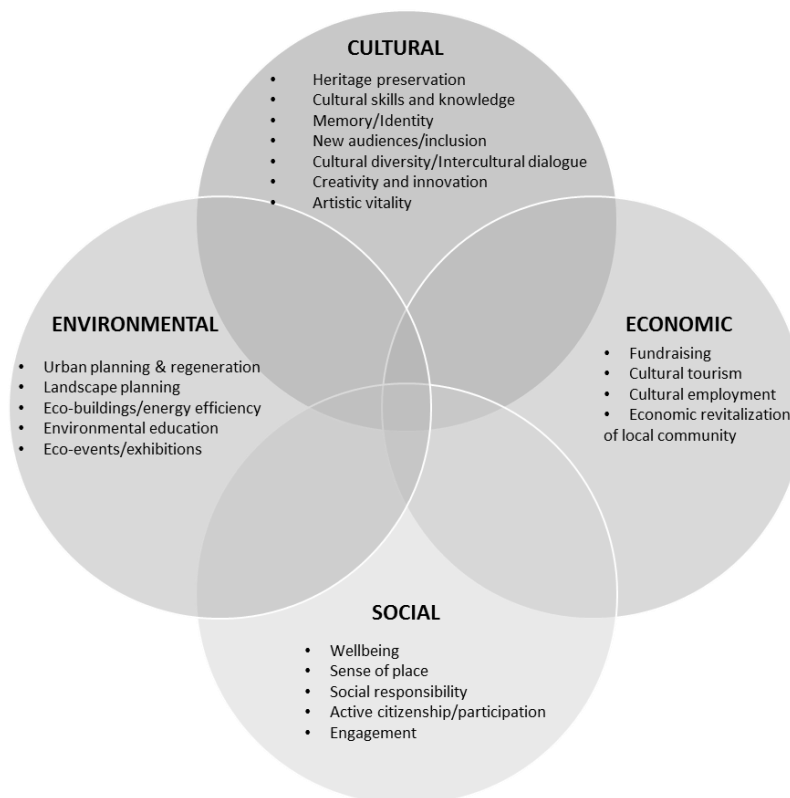 CULTURAL
• Heritage preservation
• Cultural skills and knowledge
• Memory/Identity
• New audiences/inclusion
• Cultural diversity/Intercultural dialogue
• Creativity and innovation
• Artistic vitality
ENVIRONMENTAL
• Urban planning & regeneration
• Landscape planning
• Eco-buildings/energy efficiency
• Environmental education
• Eco-events/exhibitions
ECONOMIC
• Fundraising
• Cultural tourism
• Cultural employment
• Economic revitalization
of local community
SOCIAL
• Wellbeing
• Sense of place
• Social responsibility
• Active citizenship/participation
• Engagement